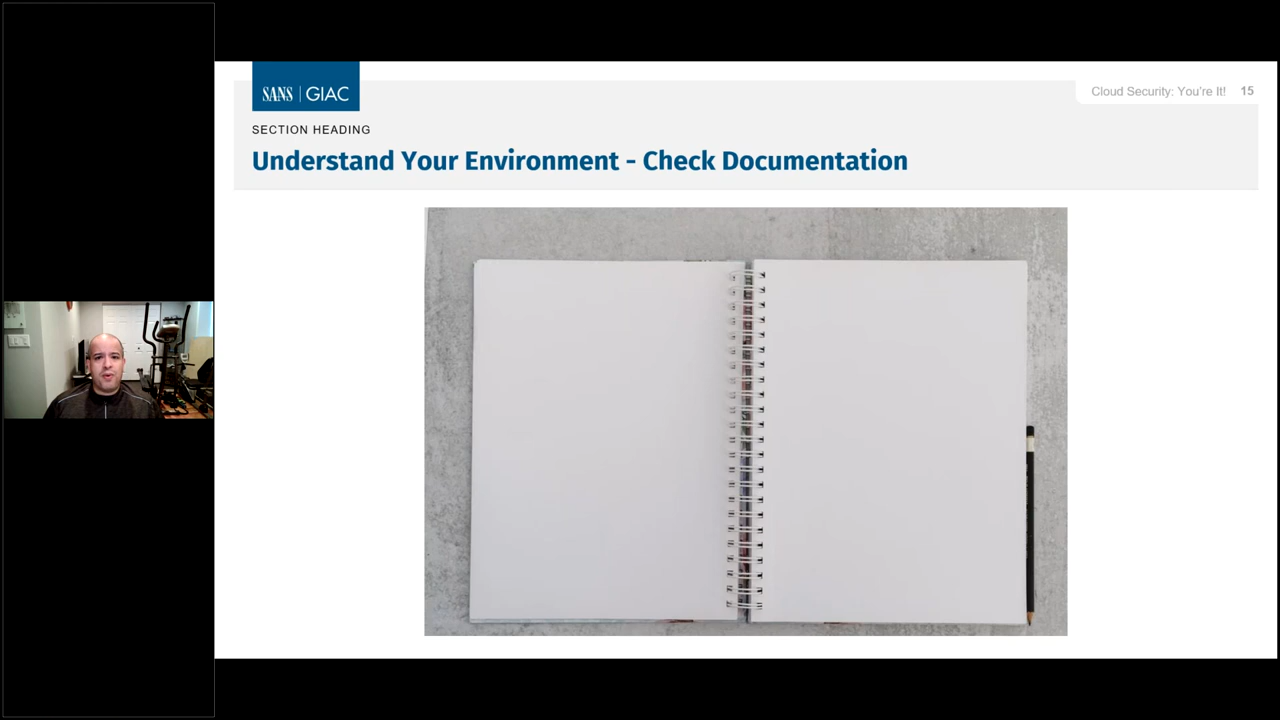 SANS | GIAC
Cloud Security: You're It! 15
SECTION HEADING
Understand Your Environment - Check Documentation